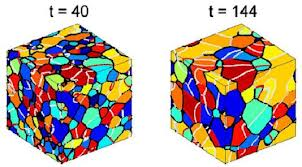 t = 40
t = 144